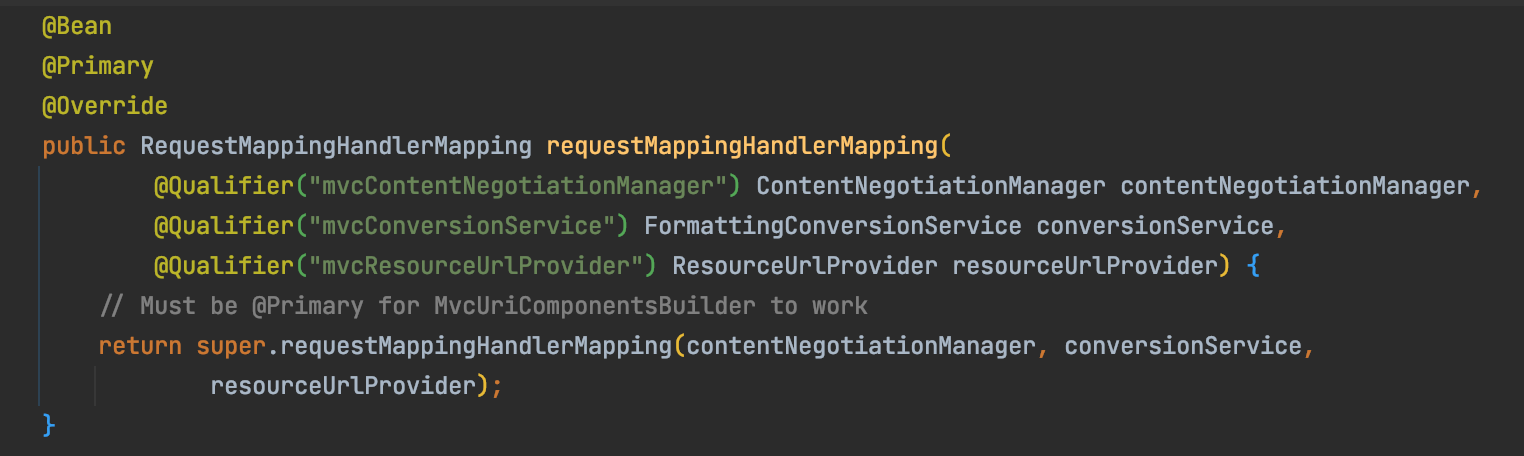 @Bean
@Primary
@Override
public RequestMappingHandlerMapping requestMappingHandlerMapping(
@Qualifier("mvcContentNegotiationManager") ContentNegotiationManager contentNegotiationManager,
@Qualifier("mvcConversionService") FormattingConversionService conversionService,
@Qualifier("mvcResourceUrlProvider") ResourceUrlProvider resourceUrlProvider) {
// Must be @Primary for MvcUriComponentsBuilder to work
return super.requestMappingHandlerMapping(contentNegotiationManager, conversionService,
resourceUrlProvider);
}